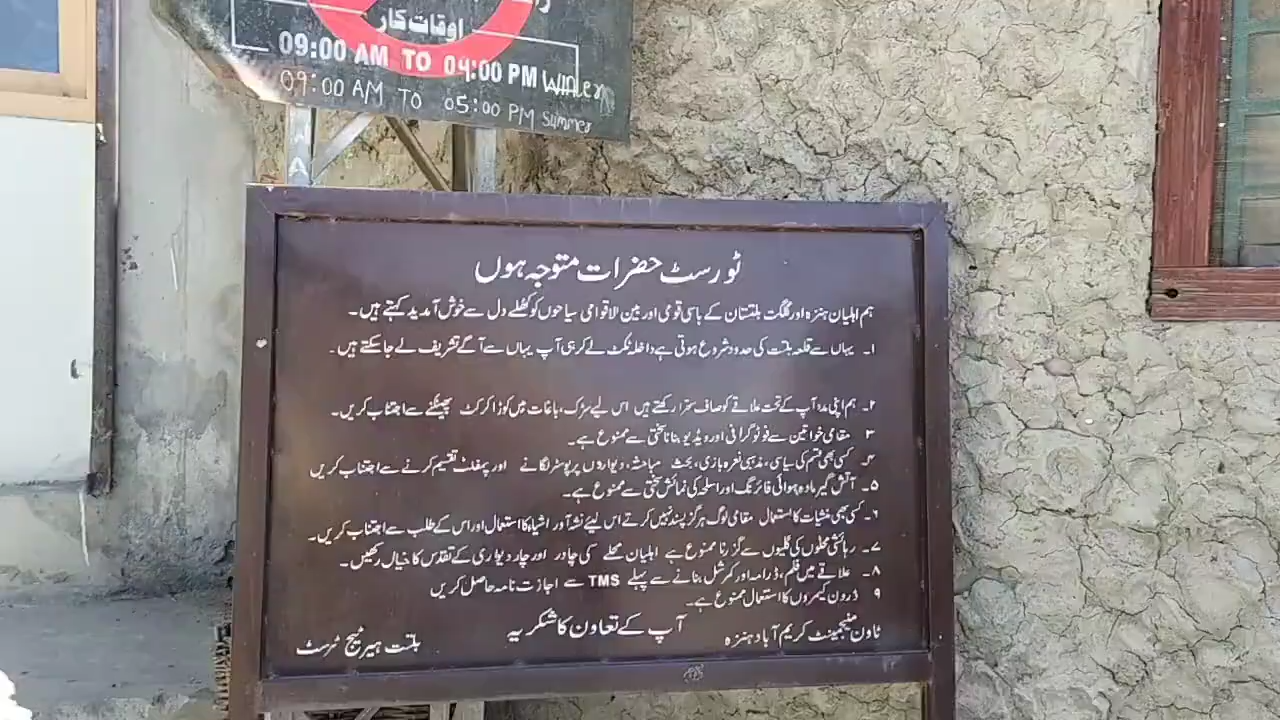 اوقات کار
09:00 AM TO 04:00 PM Winter
09:00 AM TO 05:00 PM Summer
ٹورسٹ حضرات متوجہ ہوں
ہم اہلیان ہنزہ اور گلگت بلتستان کے باسی قومی اور بین الاقوامی سیاحوں کو کھلے دل سے خوش آمدید کہتے ہیں۔
۱۔ یہاں سے قلعہ بلتت کی حدود شروع ہوتی ہے داخلہ ٹکٹ لے کر ہی آپ یہاں سے آگے تشریف لے جا سکتے ہیں۔
۲۔ ہم اپنی مدد آپ کے تحت علاقے کو صاف ستھرا رکھتے ہیں اس لیے سڑک، باغات میں کوڑا کرکٹ پھینکنے سے اجتناب کریں۔
۳ مقامی خواتین سے فوٹو گرافی اور ویڈیو بنانا سختی سے ممنوع ہے۔
۴۔ کسی بھی قسم کی سیاسی، مذہبی نعرہ بازی، بحث مباحثہ، دیواروں پر پوسٹر لگانے اور پمفلٹ تقسیم کرنے سے اجتناب کریں
۵۔ آتش گیر مادہ ہوائی فائرنگ اور اسلحہ کی نمائش سختی سے ممنوع ہے۔
۶۔ کسی بھی منشیات کا استعمال مقامی لوگ ہرگز پسند نہیں کرتے اس لیئے نشہ آور اشیاء کا استعمال اور اس کے طلب سے اجتناب کریں۔
۷۔ رہائشی محلوں کی گلیوں سے گزرنا ممنوع ہے اہلیان محلے کی چادر اور چار دیواری کے تقدس کا خیال رکھیں۔
۸۔ علاقے میں فلم، ڈرامہ اور کمرشل بنانے سے پہلے TMS سے اجازت نامہ حاصل کریں
۹ ڈرون کیمروں کا استعمال ممنوع ہے۔
آپ کے تعاون کا شکریہ
ٹاون منیجمینٹ کریم آباد ہنزہ
بلتت ہیریٹیج ٹرسٹ